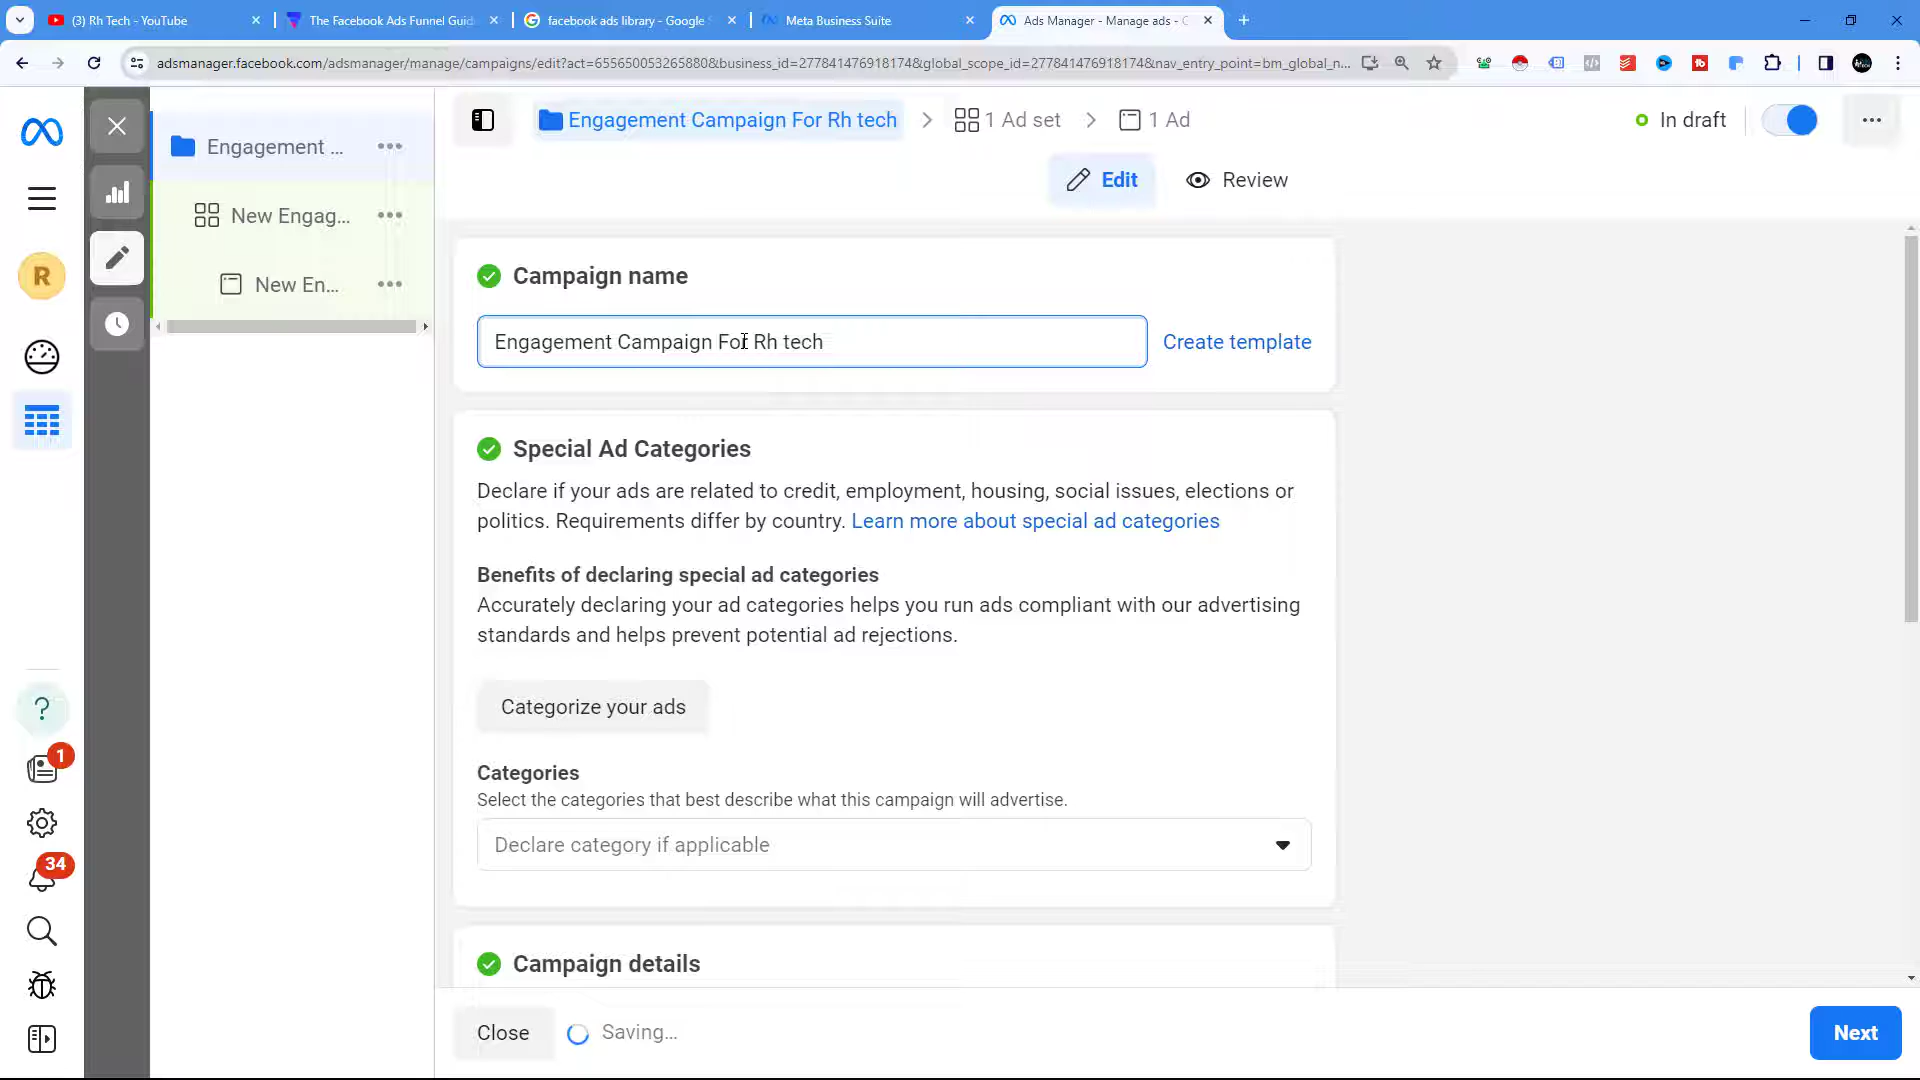 (3) Rh Tech - YouTube
The Facebook Ads Funnel Guid
facebook ads library - Google S
Meta Business Suite
Ads Manager - Manage ads - C
adsmanager.facebook.com/adsmanager/manage/campaigns/edit?act=6556500532658808&business_id=277841476918174&global_scope_id=277841476918174&nav_entry_point=bm_global_n...
Engagement ...
New Engag...
New En...
R
1
34
Engagement Campaign For Rh tech
1 Ad set
1 Ad
In draft
Edit
Review
Campaign name
Engagement Campaign For Rh tech
Create template
Special Ad Categories
Declare if your ads are related to credit, employment, housing, social issues, elections or
politics. Requirements differ by country. Learn more about special ad categories
Benefits of declaring special ad categories
Accurately declaring your ad categories helps you run ads compliant with our advertising
standards and helps prevent potential ad rejections.
Categorize your ads
Categories
Select the categories that best describe what this campaign will advertise.
Declare category if applicable
Campaign details
Close
Saving...
Next